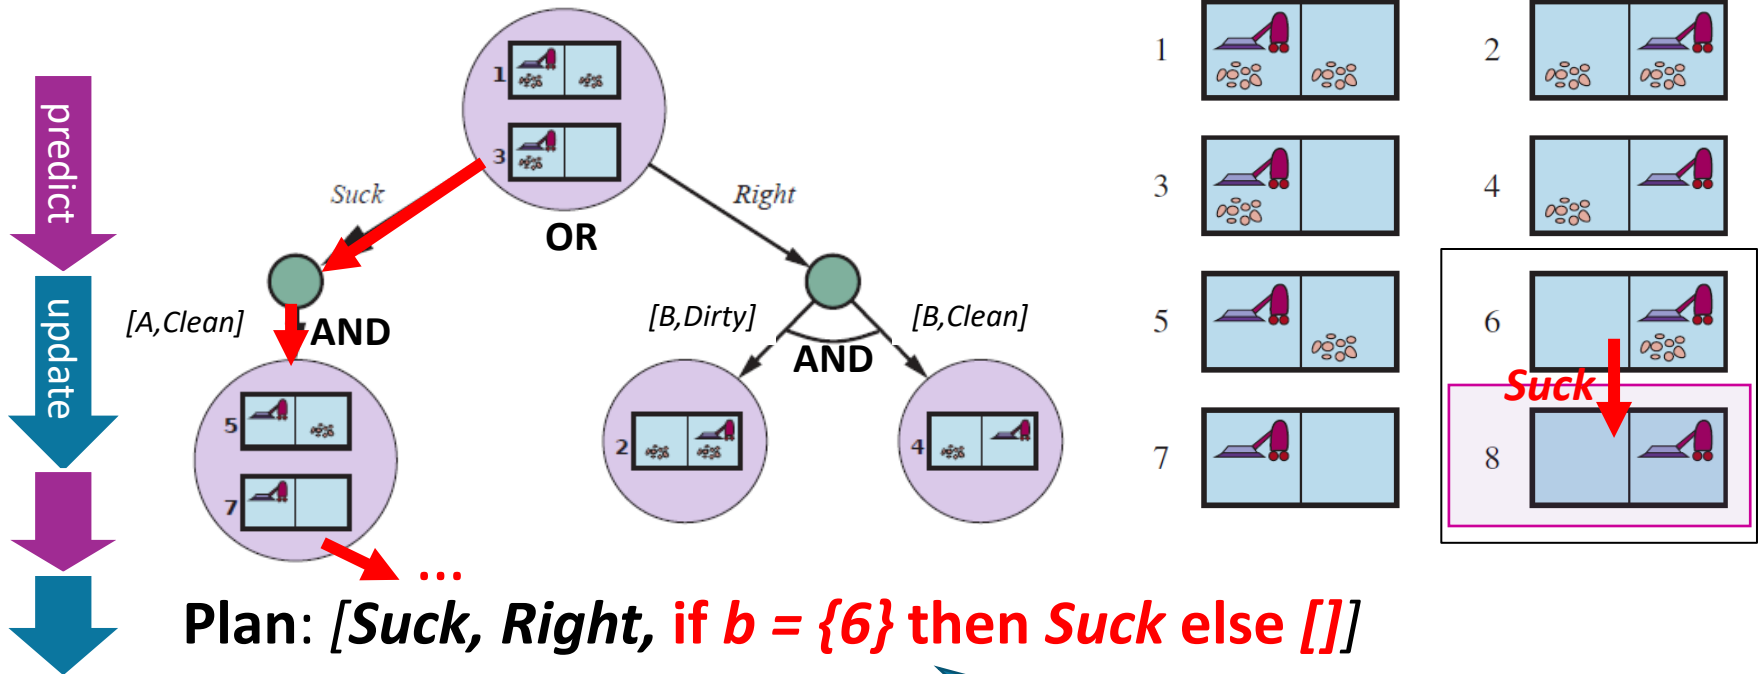 predict
update
1
3
Suck
Right
OR
[A,Clean]
AND
[B,Dirty]
[B,Clean]
AND
5
7
2
4
...
1
2
3
4
5
6
Suck
7
8
Plan: [Suck, Right, if b = {6} then Suck else []]